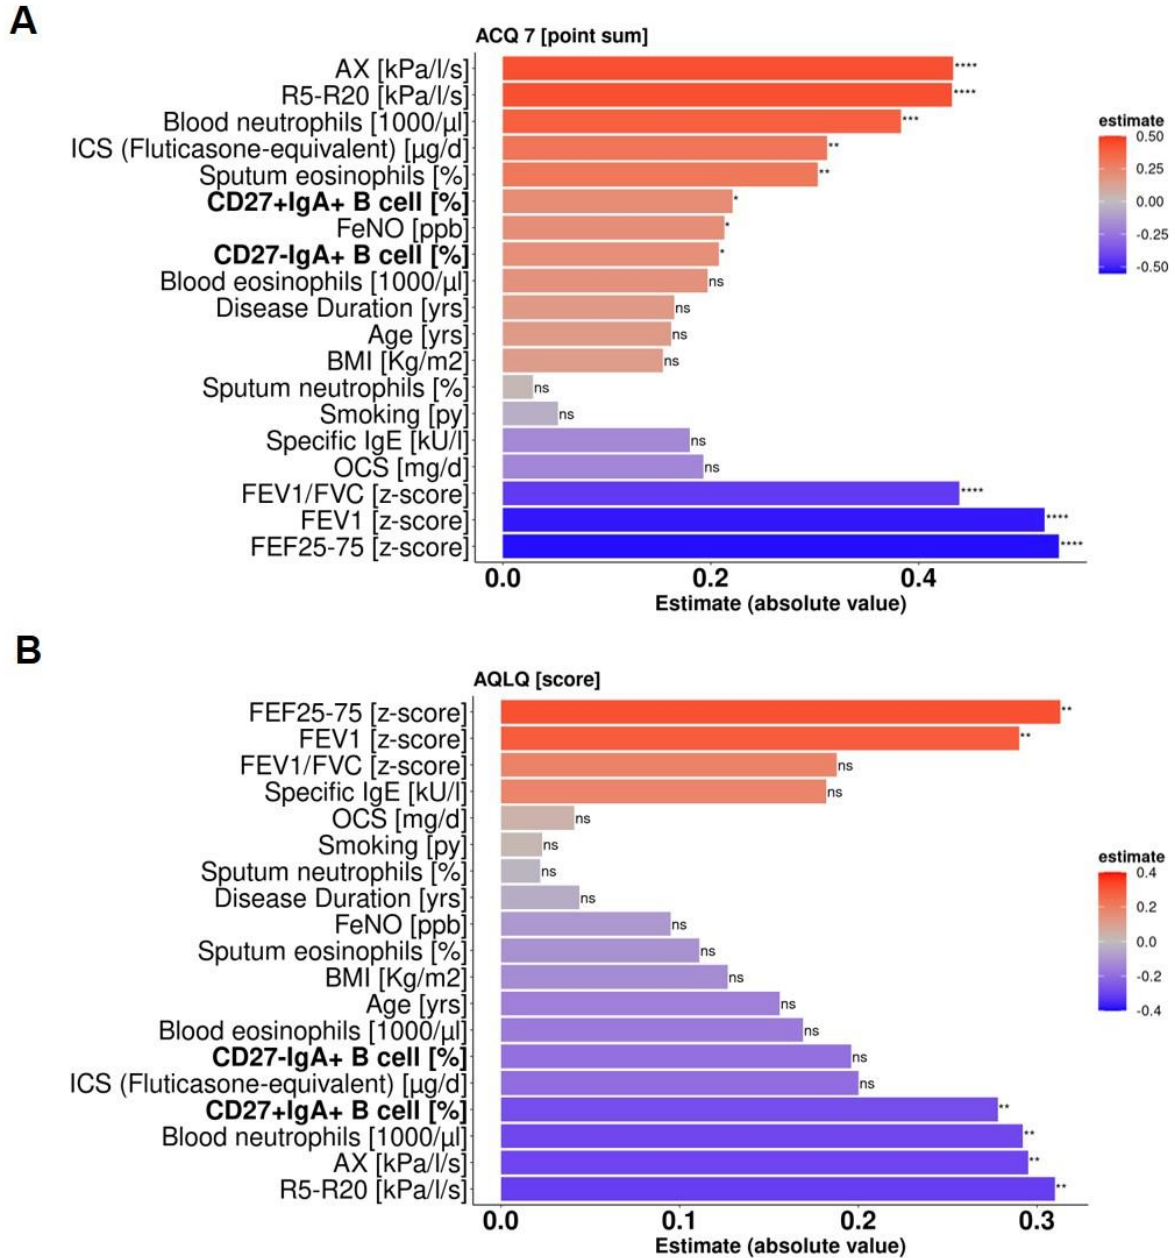 A
ACQ 7 [point sum]
AX [kPa/l/s] ****
R5-R20 [kPa/l/s] ****
Blood neutrophils [1000/µl] ***
ICS (Fluticasone-equivalent) [µg/d] **
Sputum eosinophils [%] **
CD27+IgA+ B cell [%] *
FeNO [ppb] *
CD27-IgA+ B cell [%] *
Blood eosinophils [1000/µl] ns
Disease Duration [yrs] ns
Age [yrs] ns
BMI [Kg/m2] ns
Sputum neutrophils [%] ns
Smoking [py] ns
Specific IgE [kU/l] ns
OCS [mg/d] ns
FEV1/FVC [z-score] ****
FEV1 [z-score] ****
FEF25-75 [z-score] ****
0.0 0.2 0.4
Estimate (absolute value)
estimate
0.50
0.25
0.00
-0.25
-0.50
B
AQLQ [score]
FEF25-75 [z-score] **
FEV1 [z-score] **
FEV1/FVC [z-score] ns
Specific IgE [kU/l] ns
OCS [mg/d] ns
Smoking [py] ns
Sputum neutrophils [%] ns
Disease Duration [yrs] ns
FeNO [ppb] ns
Sputum eosinophils [%] ns
BMI [Kg/m2] ns
Age [yrs] ns
Blood eosinophils [1000/µl] ns
CD27-IgA+ B cell [%] ns
ICS (Fluticasone-equivalent) [µg/d] ns
CD27+IgA+ B cell [%] **
Blood neutrophils [1000/µl] **
AX [kPa/l/s] **
R5-R20 [kPa/l/s] **
0.0 0.1 0.2 0.3
Estimate (absolute value)
estimate
0.4
0.2
0.0
-0.2
-0.4